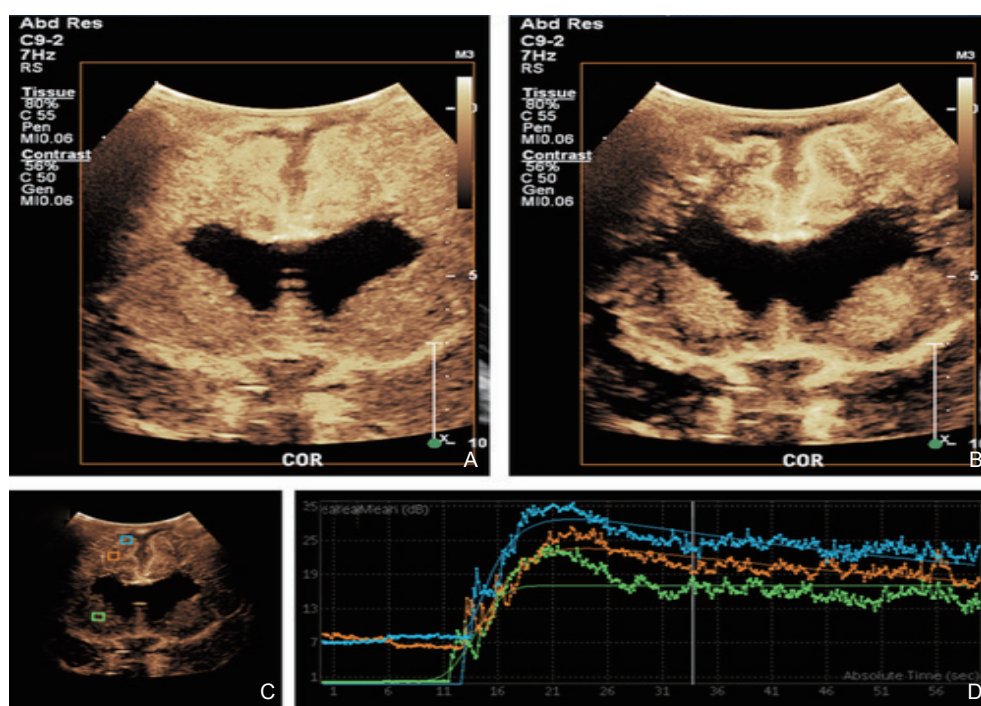 Abd Res
C9-2
7Hz
RS
M3
Tissue
80%
C 55
Pen
MI0.06
Contrast
56%
C 50
Gen
MI0.06
5
x
10
COR
A
Abd Res
C9-2
7Hz
RS
M3
Tissue
80%
C 55
Pen
MI0.06
Contrast
56%
C 50
Gen
MI0.06
0
5
x
10
COR
B
C
35
Mean (dB)
25
19
13
7
1
Absolute Time (sec)
1 6 11 16 21 26 31 36 41 46 51 56
D